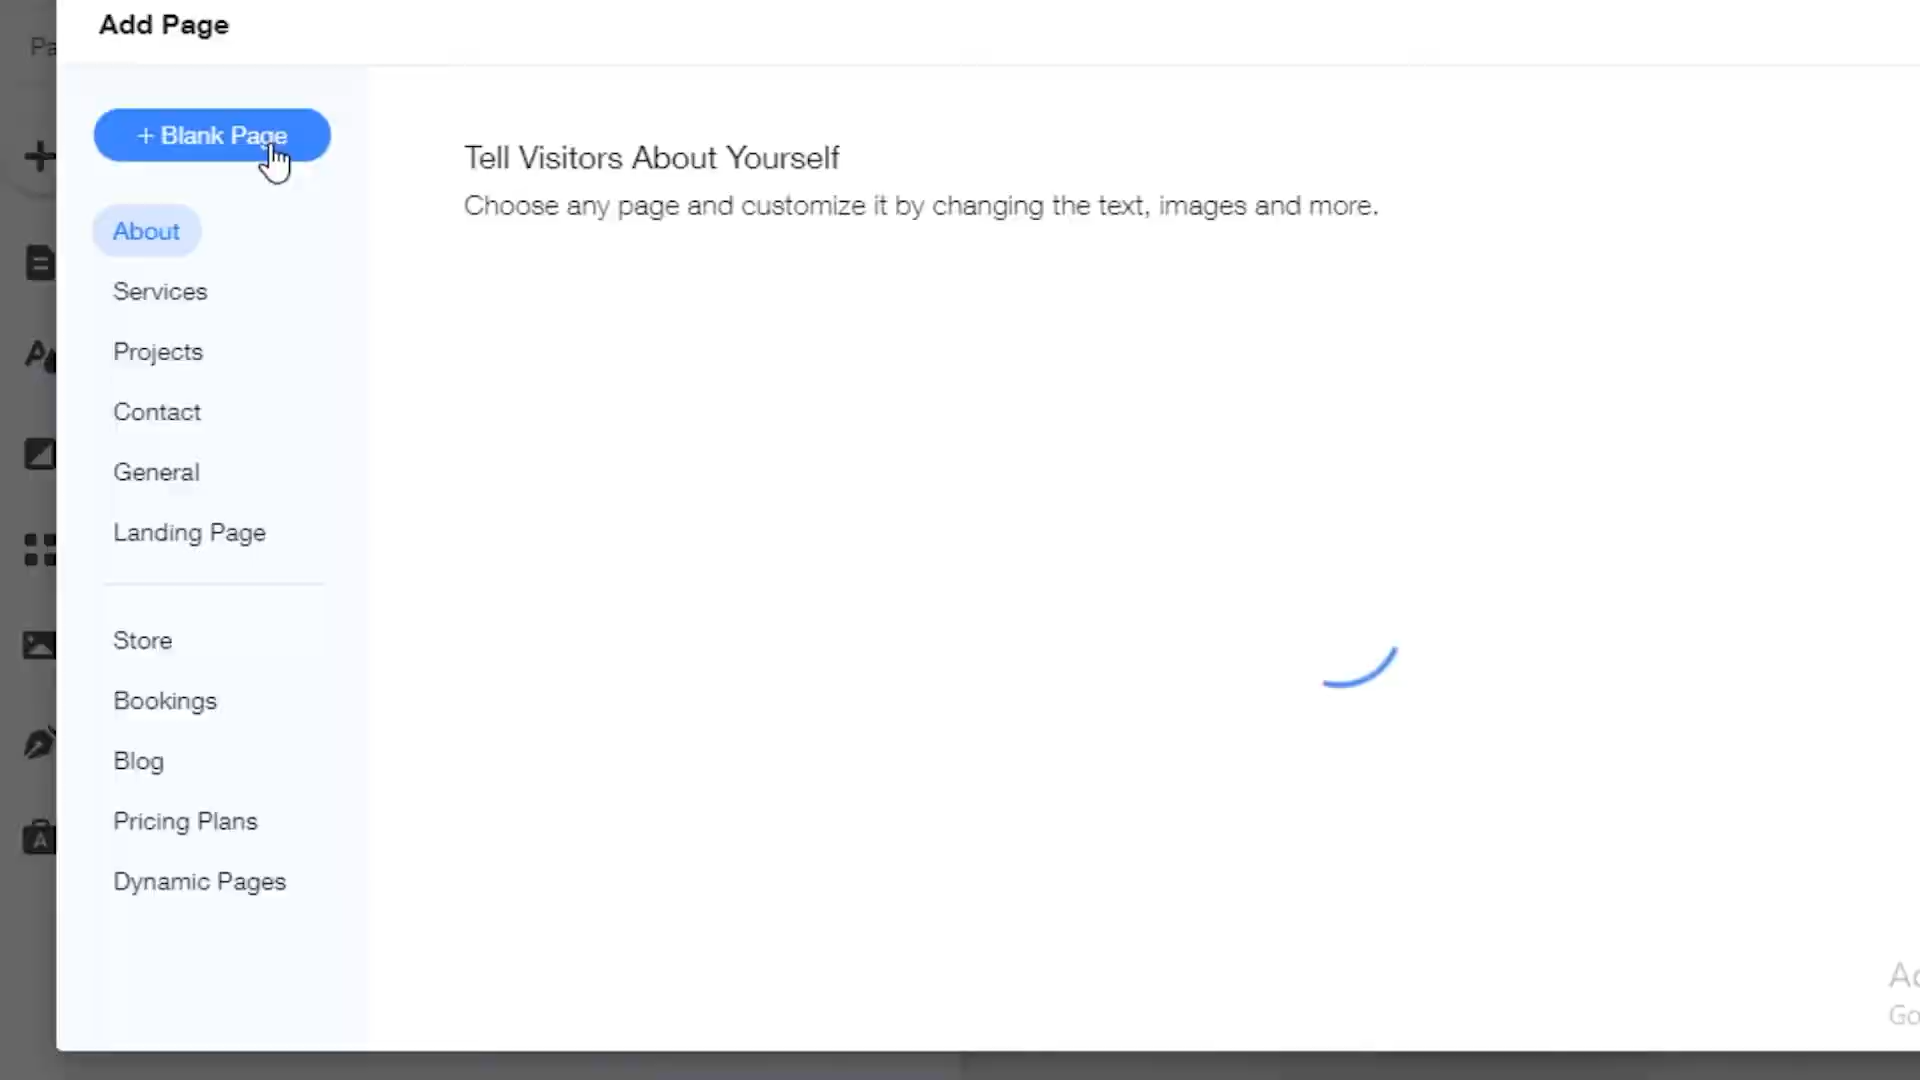 Add Page
+ Blank Page
About
Services
Projects
Contact
General
Landing Page
Store
Bookings
Blog
Pricing Plans
Dynamic Pages
Tell Visitors About Yourself
Choose any page and customize it by changing the text, images and more.